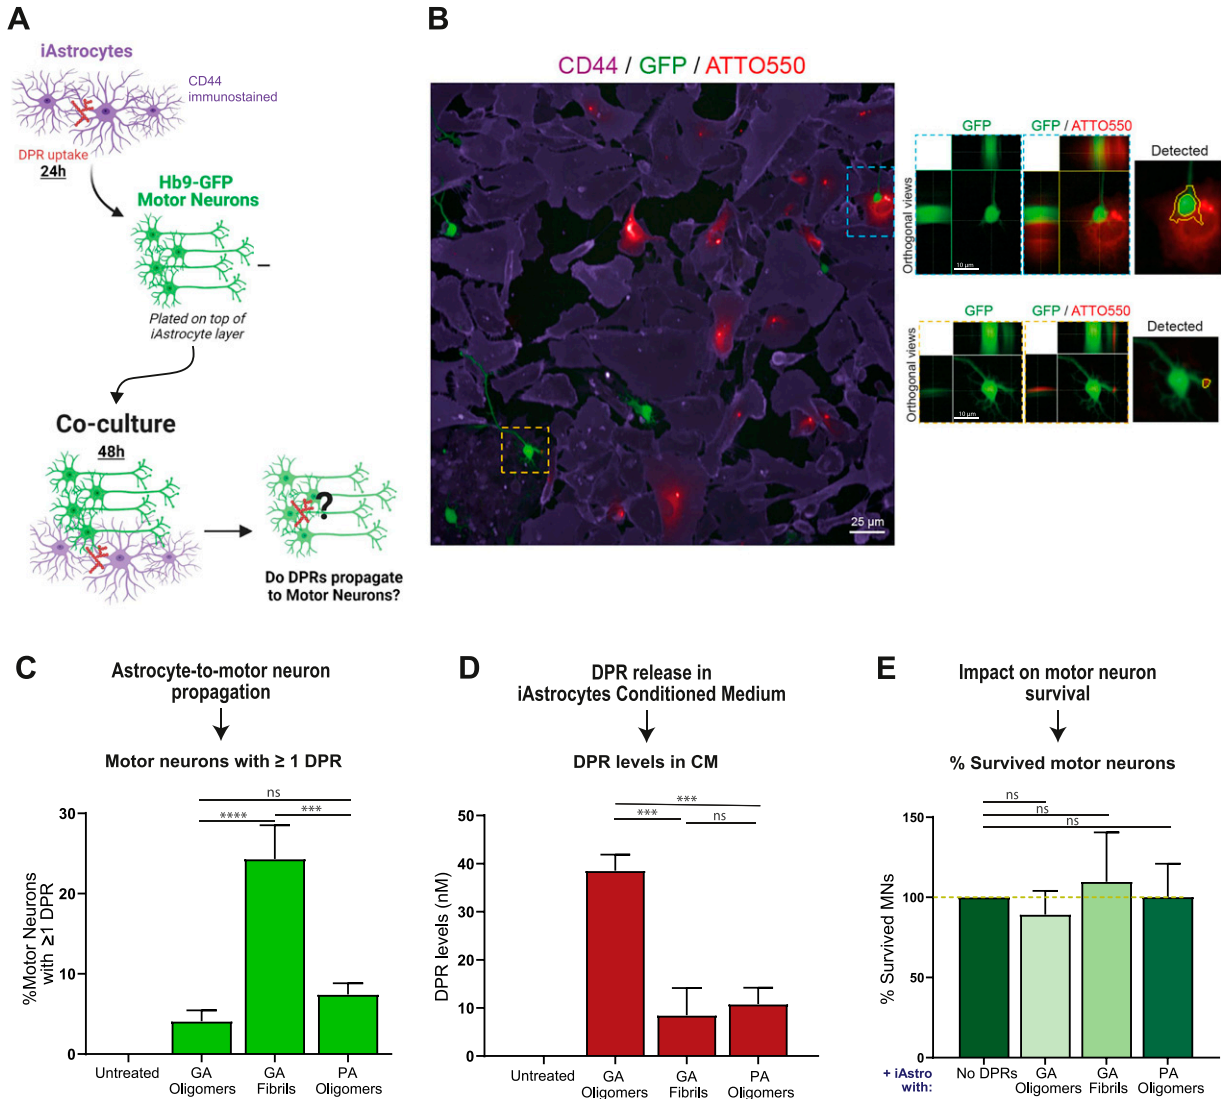 A
iAstrocytes
CD44
immunostained
DPR uptake
24h
Hb9-GFP
Motor Neurons
Plated on top of
iAstrocyte layer
Co-culture
48h
?
Do DPRs propagate
to Motor Neurons?
B
CD44 / GFP / ATTO550
25 µm
GFP
GFP / ATTO550
Detected
Orthogonal views
10 µm
GFP
GFP / ATTO550
Detected
Orthogonal views
10 µm
C
Astrocyte-to-motor neuron
propagation
Motor neurons with ≥ 1 DPR
ns
**** ***
30
20
10
0
%Motor Neurons
with ≥1 DPR
Untreated
GA
Oligomers
GA
Fibrils
PA
Oligomers
D
DPR release in
iAstrocytes Conditioned Medium
DPR levels in CM
***
*** ns
50
40
30
20
10
0
DPR levels (nM)
Untreated
GA
Oligomers
GA
Fibrils
PA
Oligomers
E
Impact on motor neuron
survival
% Survived motor neurons
ns
ns
ns
150
100
50
0
% Survived MNs
+ iAstro
with:
No DPRs
GA
Oligomers
GA
Fibrils
PA
Oligomers